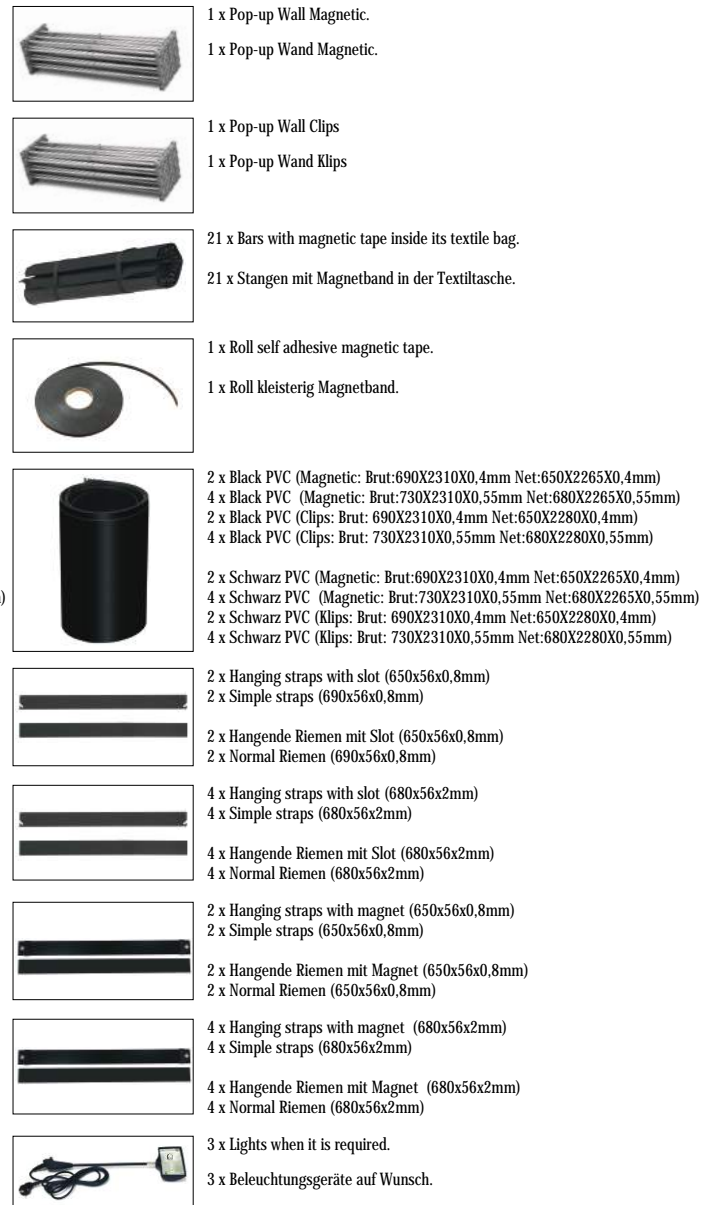 1 x Pop-up Wall Magnetic.
1 x Pop-up Wand Magnetic.
1 x Pop-up Wall Clips
1 x Pop-up Wand Klips
21 x Bars with magnetic tape inside its textile bag.
21 x Stangen mit Magnetband in der Textiltasche.
1 x Roll self adhesive magnetic tape.
1 x Roll kleisterig Magnetband.
2 x Black PVC (Magnetic: Brut:690X2310X0,4mm Net:650X2265X0,4mm)
4 x Black PVC  (Magnetic: Brut:730X2310X0,55mm Net:680X2265X0,55mm)
2 x Black PVC (Clips: Brut: 690X2310X0,4mm Net:650X2280X0,4mm)
4 x Black PVC (Clips: Brut: 730X2310X0,55mm Net:680X2280X0,55mm)
2 x Schwarz PVC (Magnetic: Brut:690X2310X0,4mm Net:650X2265X0,4mm)
4 x Schwarz PVC  (Magnetic: Brut:730X2310X0,55mm Net:680X2265X0,55mm)
2 x Schwarz PVC (Klips: Brut: 690X2310X0,4mm Net:650X2280X0,4mm)
4 x Schwarz PVC (Klips: Brut: 730X2310X0,55mm Net:680X2280X0,55mm)
2 x Hanging straps with slot (650x56x0,8mm)
2 x Simple straps (690x56x0,8mm)
2 x Hangende Riemen mit Slot (650x56x0,8mm)
2 x Normal Riemen (690x56x0,8mm)
4 x Hanging straps with slot (680x56x2mm)
4 x Simple straps (680x56x2mm)
4 x Hangende Riemen mit Slot (680x56x2mm)
4 x Normal Riemen (680x56x2mm)
2 x Hanging straps with magnet (650x56x0,8mm)
2 x Simple straps (650x56x0,8mm)
2 x Hangende Riemen mit Magnet (650x56x0,8mm)
2 x Normal Riemen (650x56x0,8mm)
4 x Hanging straps with magnet  (680x56x2mm)
4 x Simple straps (680x56x2mm)
4 x Hangende Riemen mit Magnet  (680x56x2mm)
4 x Normal Riemen (680x56x2mm)
3 x Lights when it is required.
3 x Beleuchtungsgeräte auf Wunsch.